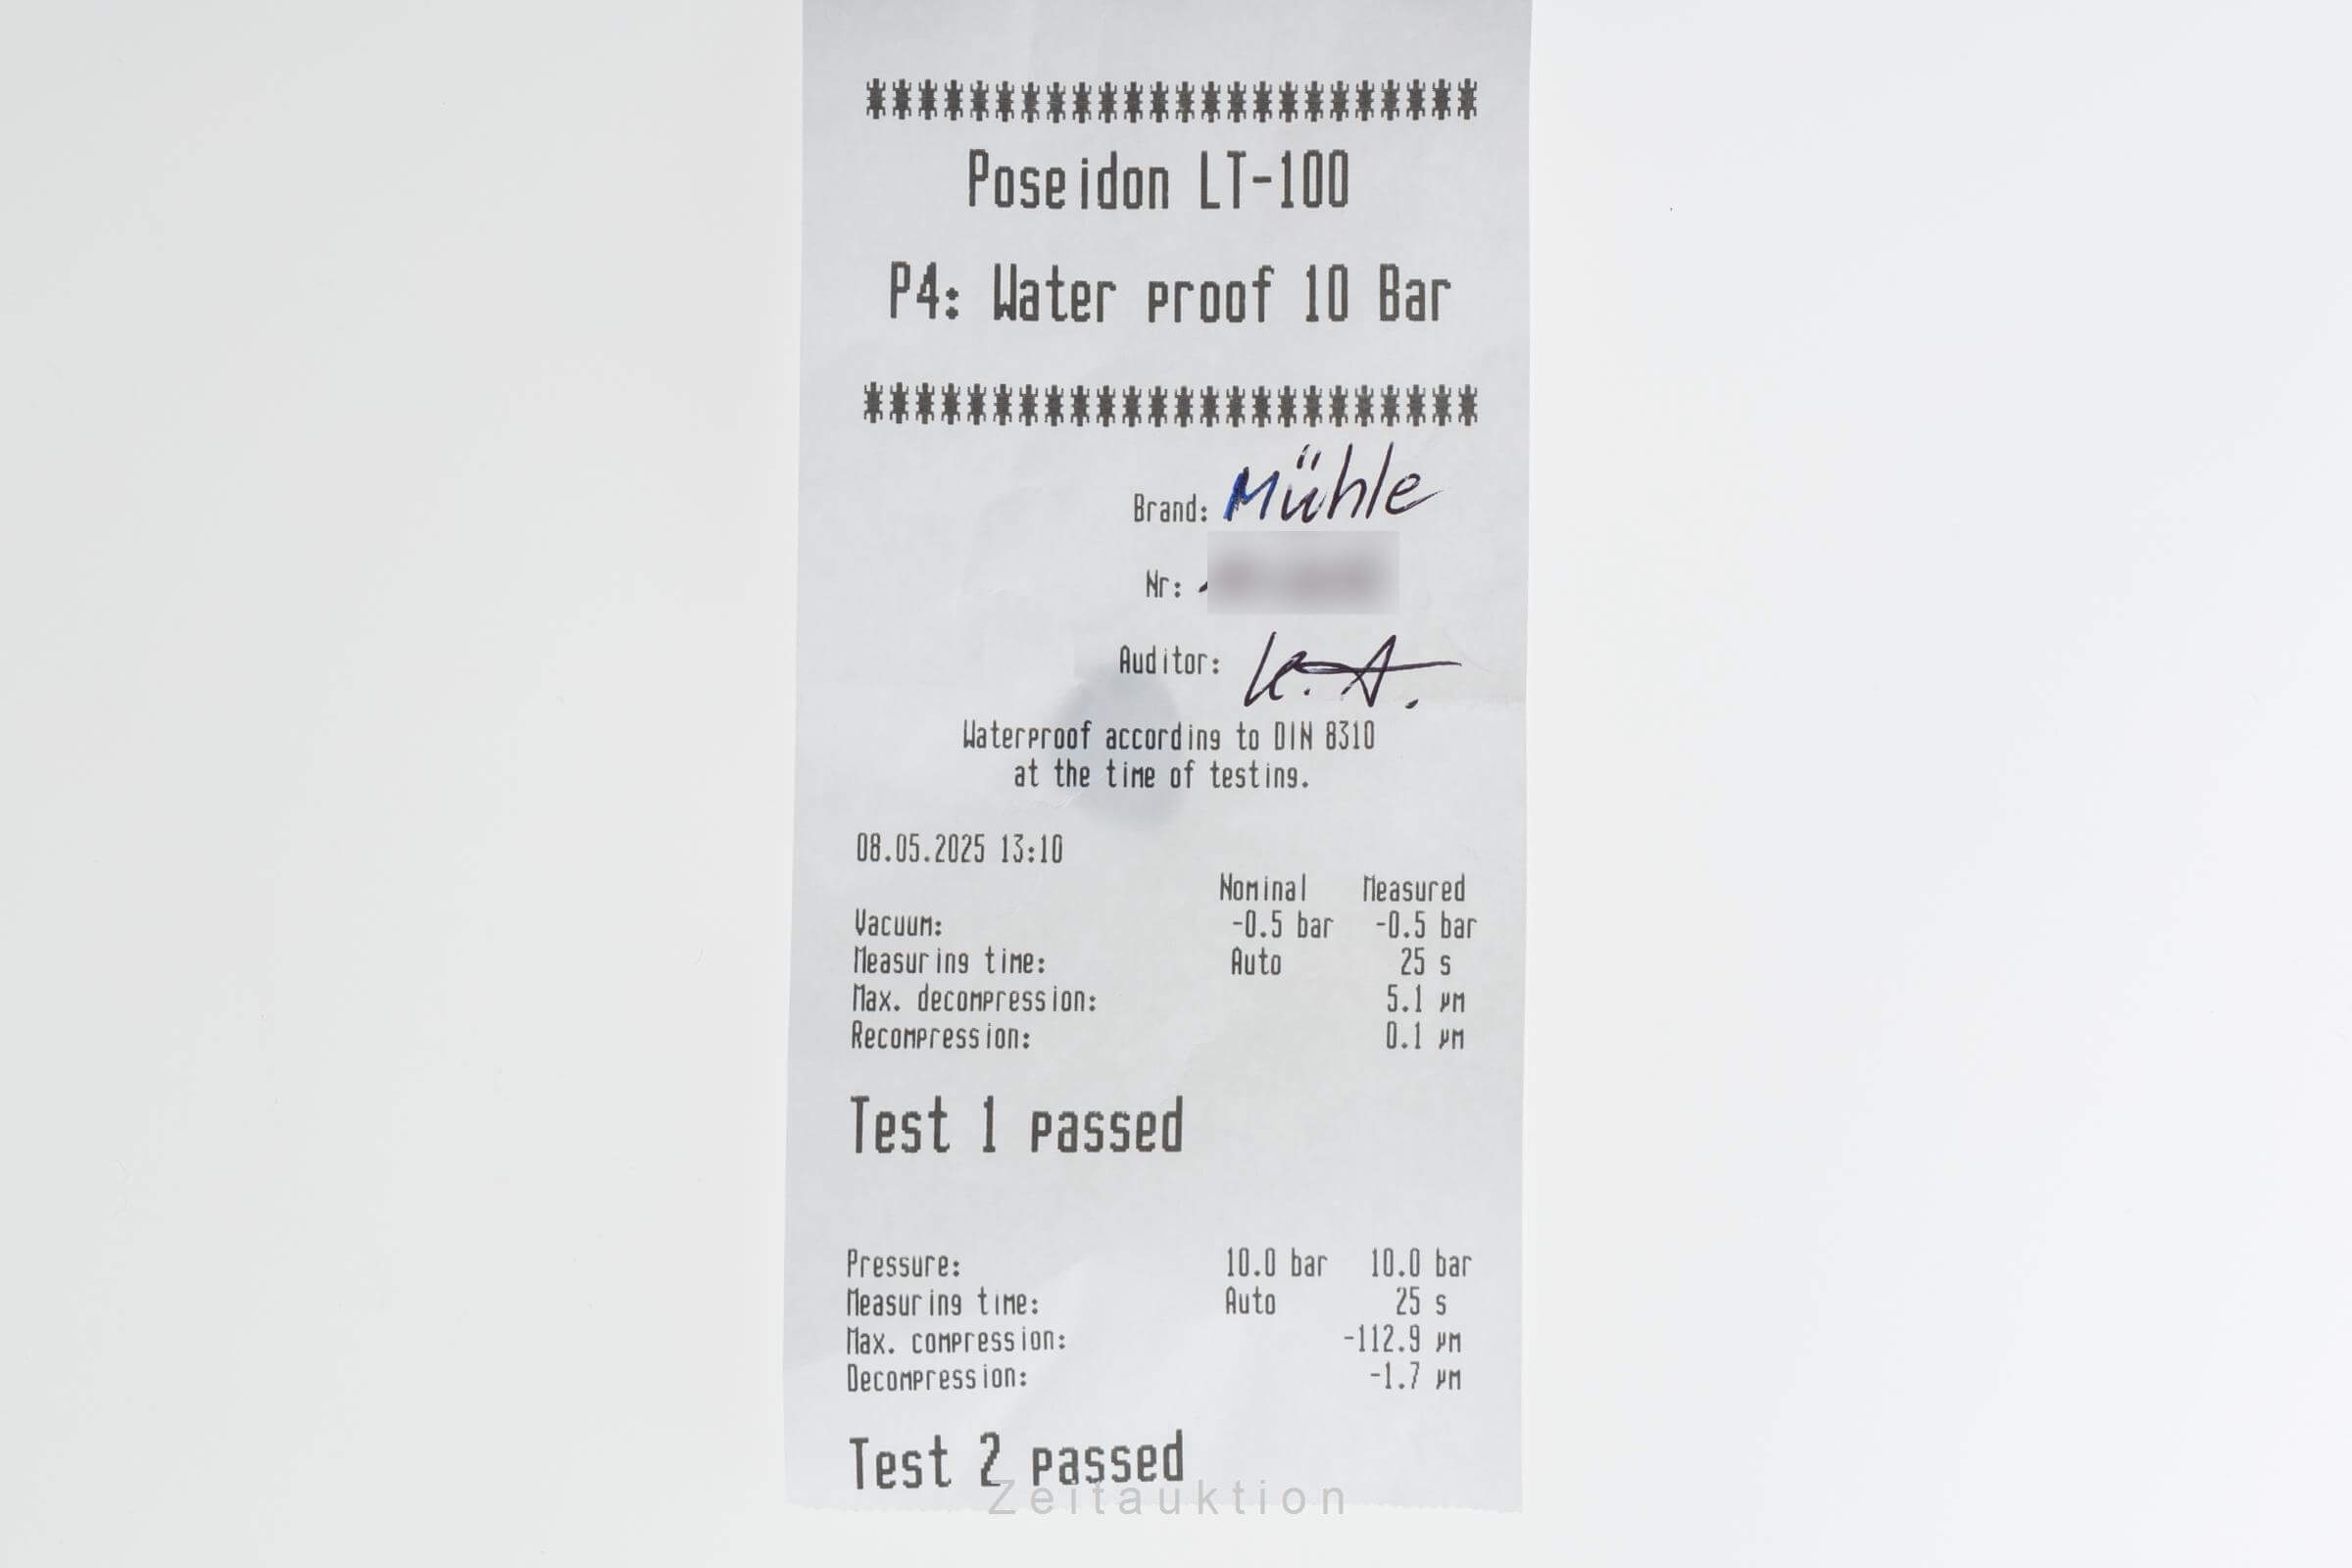 ************************
Poseidon LT-100
P4: Water proof 10 Bar
************************
Brand: Mühle
Nr:
Auditor: K.A.
Waterproof according to DIN 8310
at the time of testing.
08.05.2025 13:10
Nominal Measured
Vacuum: -0.5 bar -0.5 bar
Measuring time: Auto 25 s
Max. decompression: 5.1 µm
Recompression: 0.1 µm
Test 1 passed
Pressure: 10.0 bar 10.0 bar
Measuring time: Auto 25 s
Max. compression: -112.9 µm
Decompression: -1.7 µm
Test 2 passed
Zeitauktion